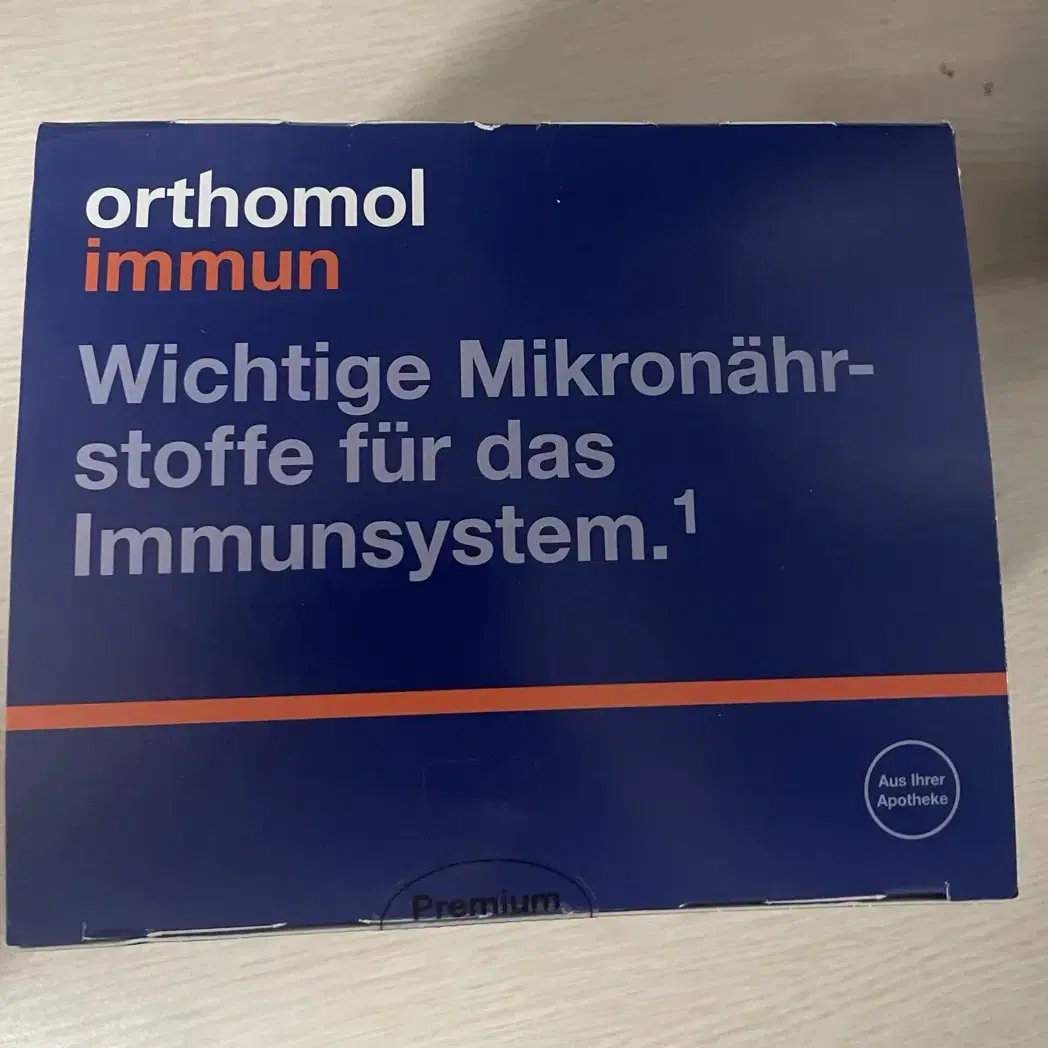 orthomol
immun
Wichtige Mikronähr-
stoffe für das
Immunsystem.¹
Aus Ihrer
Apotheke
Premium